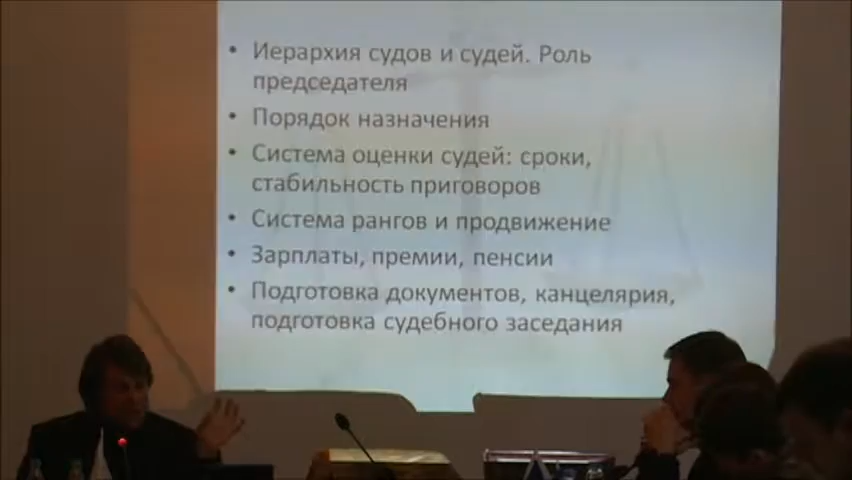 • Иерархия судов и судей. Роль
председателя
• Порядок назначения
• Система оценки судей: сроки,
стабильность приговоров
• Система рангов и продвижение
• Зарплаты, премии, пенсии
• Подготовка документов, канцелярия,
подготовка судебного заседания